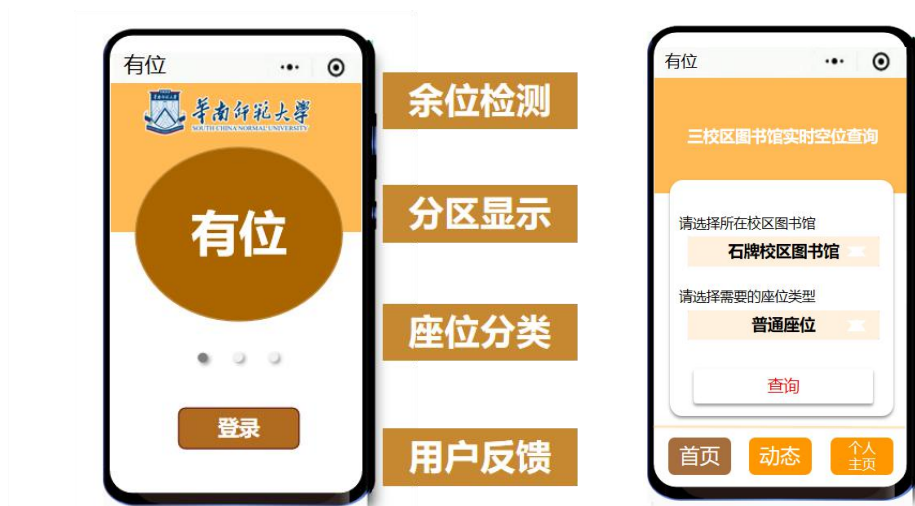 有位
華南師範大學
SOUTH CHINA NORMAL UNIVERSITY
有位
登录
余位检测
分区显示
座位分类
用户反馈
有位
三校区图书馆实时空位查询
请选择所在校区图书馆
石牌校区图书馆
请选择需要的座位类型
普通座位
查询
首页
动态
个人
主页